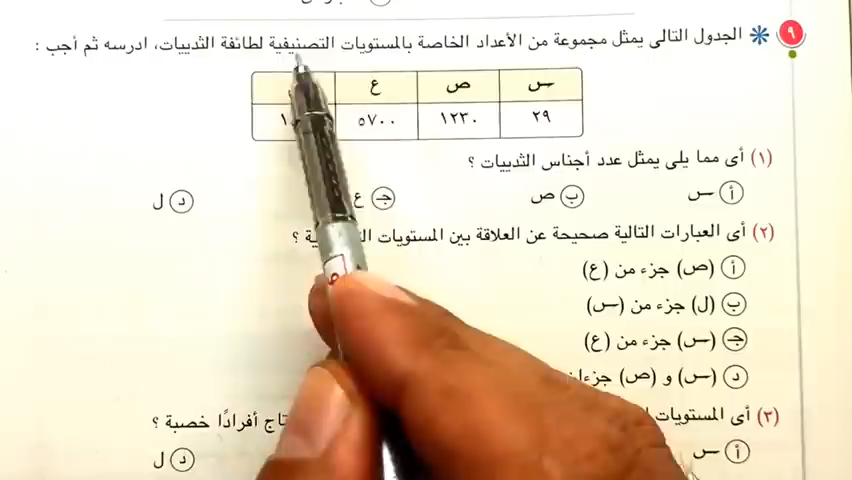 ٩ * الجدول التالى يمثل مجموعة من الأعداد الخاصة بالمستويات التصنيفية لطائفة الثدييات، ادرسه ثم أجب :
س ص ع
٢٩ ١٢٣٠ ٥٧٠٠
(١) أى مما يلى يمثل عدد أجناس الثدييات ؟
أ س ب ص ج ع د ل
(٢) أى العبارات التالية صحيحة عن العلاقة بين المستويات ؟
أ (ص) جزء من (ع)
ب (ل) جزء من (س)
ج (س) جزء من (ع)
د (س) و (ص)
(٣) أى المستويات أفرادًا خصبة ؟
أ س د ل